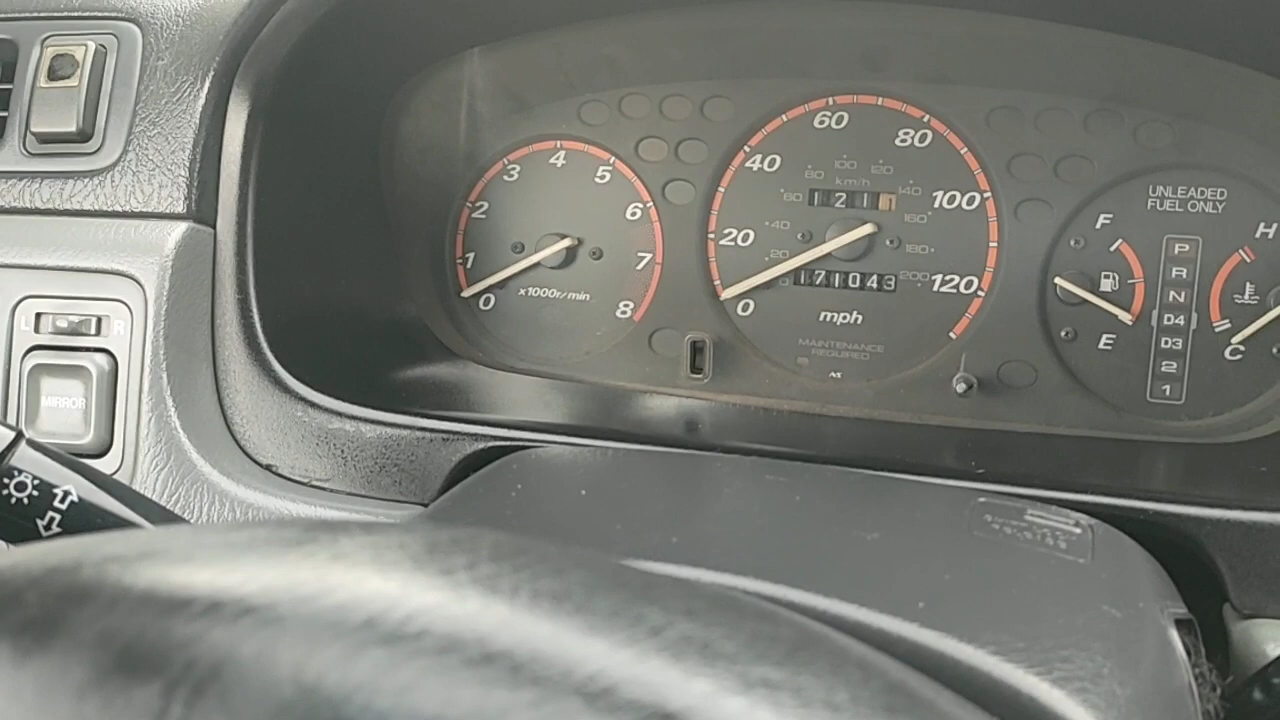 L R
MIRROR
1 2 3 4 5 6 7 8 0
x1000r/min
0 20 40 60 80 100 120
20 40 60 80 100 120 140 160 180 200
km/h
121
171043
mph
MAINTENANCE
REQUIRED
UNLEADED
FUEL ONLY
F
E
P
R
N
D4
D3
2
1
H
C